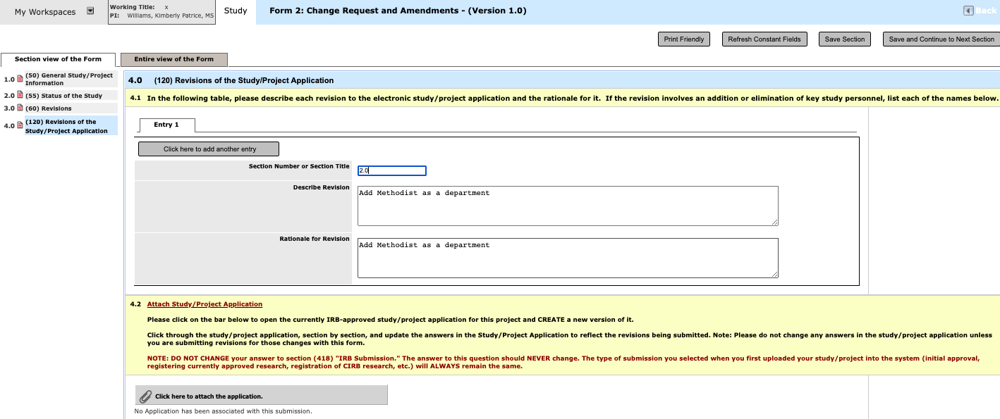 My Workspaces
Working Title: x
PI: Williams, Kimberly Patrice, MS
Study
Form 2: Change Request and Amendments - (Version 1.0)
Back
Print Friendly
Refresh Constant Fields
Save Section
Save and Continue to Next Section
Section view of the Form
Entire view of the Form
1.0 (50) General Study/Project
Information
2.0 (55) Status of the Study
3.0 (60) Revisions
4.0 (120) Revisions of the
Study/Project Application
4.0 (120) Revisions of the Study/Project Application
4.1 In the following table, please describe each revision to the electronic study/project application and the rationale for it. If the revision involves an addition or elimination of key study personnel, list each of the names below.
Entry 1
Click here to add another entry
Section Number or Section Title
2.0
Describe Revision
Add Methodist as a department
Rationale for Revision
Add Methodist as a department
4.2 Attach Study/Project Application
Please click on the bar below to open the currently IRB-approved study/project application for this project and CREATE a new version of it.
Click through the study/project application, section by section, and update the answers in the Study/Project Application to reflect the revisions being submitted. Note: Please do not change any answers in the study/project application unless
you are submitting revisions for those changes with this form.
NOTE: DO NOT CHANGE your answer to section (418) "IRB Submission." The answer to this question should NEVER change. The type of submission you selected when you first uploaded your study/project into the system (initial approval,
registering currently approved research, registration of CIRB research, etc.) will ALWAYS remain the same.
Click here to attach the application.
No Application has been associated with this submission.